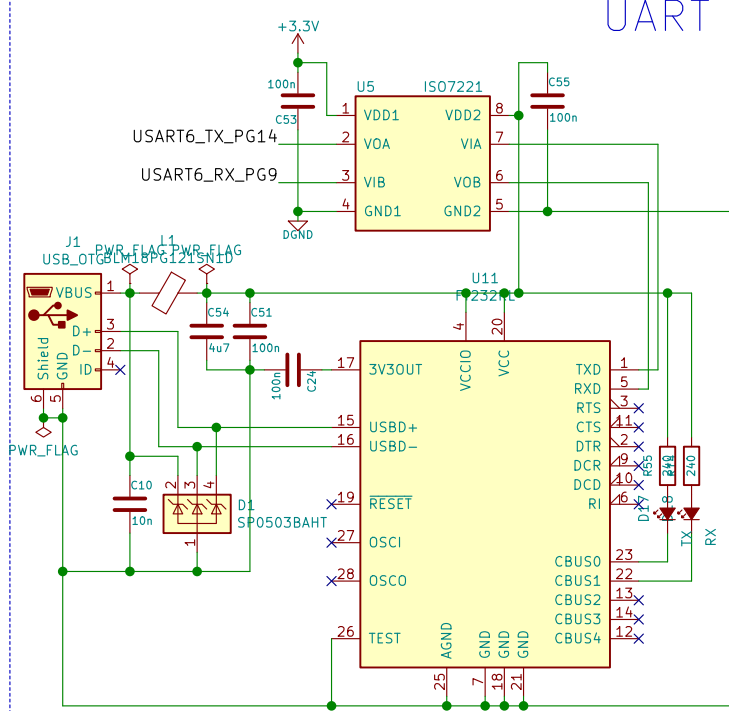 UART
+3.3V
100n
C53
U5 ISO7221
C55
100n
1 VDD1 VDD2 8
USART6_TX_PG14 2 VOA VIA 7
USART6_RX_PG9 3 VIB VOB 6
4 GND1 GND2 5
DGND
J1
USB_OTG
PWR_FLAG
L1
BLM18PG121SN1D
PWR_FLAG
VBUS 1
D+ 3
D- 2
ID 4
Shield
GND
6 5
PWR_FLAG
C54
4u7
C51
100n
100n
C24
U11
FT232RL
4 20
VCCIO VCC
17 3V3OUT
15 USBD+
16 USBD-
19 RESET
27 OSCI
28 OSCO
26 TEST
TXD 1
RXD 5
RTS 3
CTS 11
DTR 2
DCR 9
DCD 10
RI 6
CBUS0 23
CBUS1 22
CBUS2 13
CBUS3 14
CBUS4 12
AGND GND GND GND
25 7 18 21
C10
10n
2 3 4
1
D1
SP0503BAHT
R55
240
240
D17
TX
RX